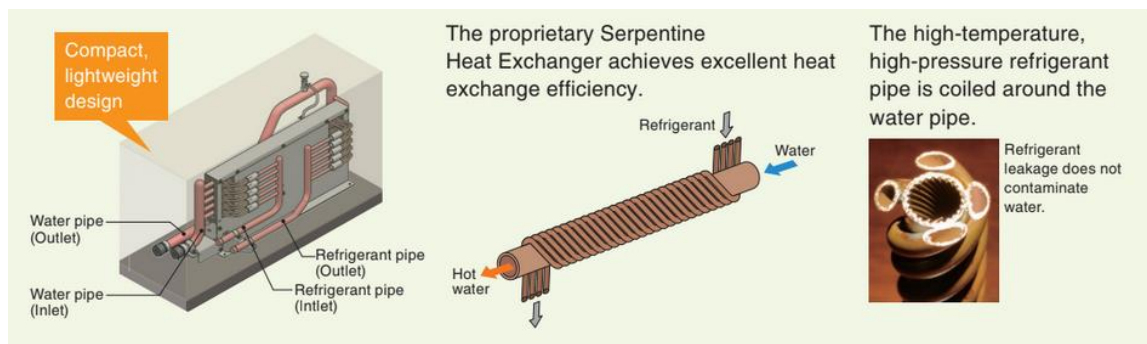 Compact,
lightweight
design
Water pipe
(Outlet)
Water pipe
(Inlet)
Refrigerant pipe
(Outlet)
Refrigerant pipe
(Intlet)
The proprietary Serpentine
Heat Exchanger achieves excellent heat
exchange efficiency.
Refrigerant
Water
Hot
water
The high-temperature,
high-pressure refrigerant
pipe is coiled around the
water pipe.
Refrigerant
leakage does not
contaminate
water.